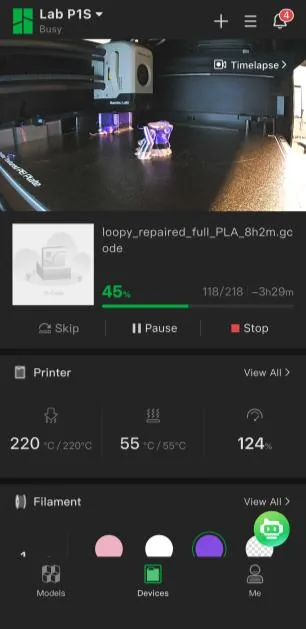 Lab P1S
Busy
4
Timelapse >
loopy_repaired_full_PLA_8h2m.gc
ode
45%
118/218 | -3h29m
Skip
Pause
Stop
Printer
View All >
220 °C / 220°C
55 °C / 55°C
124%
Filament
View All >
Models
Devices
Me